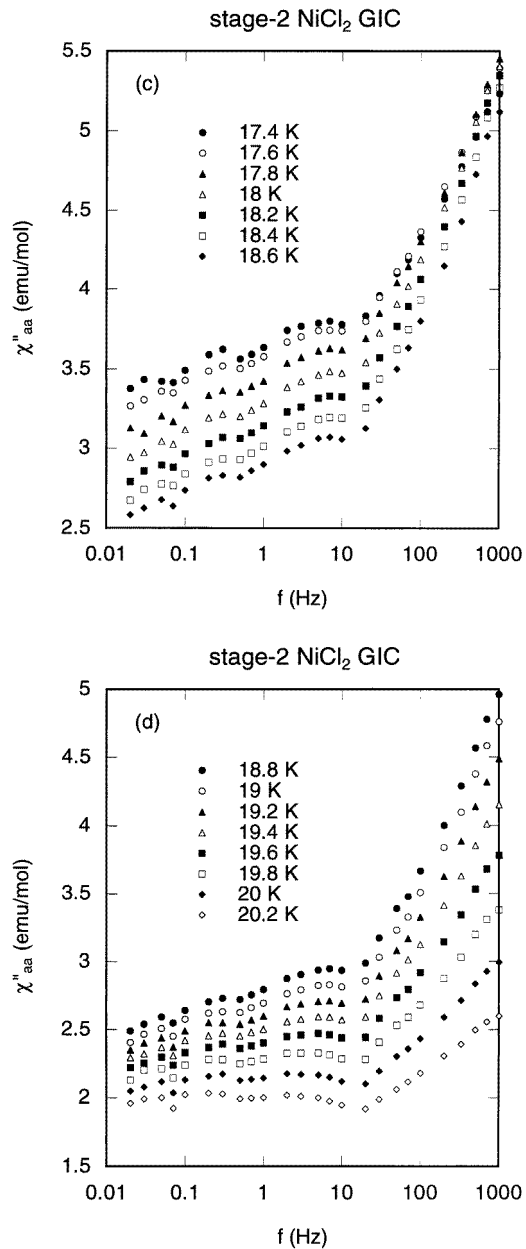 stage-2 NiCl₂ GIC
(c)
5.5
5
4.5
4
3.5
3
2.5
χ"aa (emu/mol)
17.4 K
17.6 K
17.8 K
18 K
18.2 K
18.4 K
18.6 K
0.01 0.1 1 10 100 1000
f (Hz)
stage-2 NiCl₂ GIC
(d)
5
4.5
4
3.5
3
2.5
2
1.5
χ"aa (emu/mol)
18.8 K
19 K
19.2 K
19.4 K
19.6 K
19.8 K
20 K
20.2 K
0.01 0.1 1 10 100 1000
f (Hz)